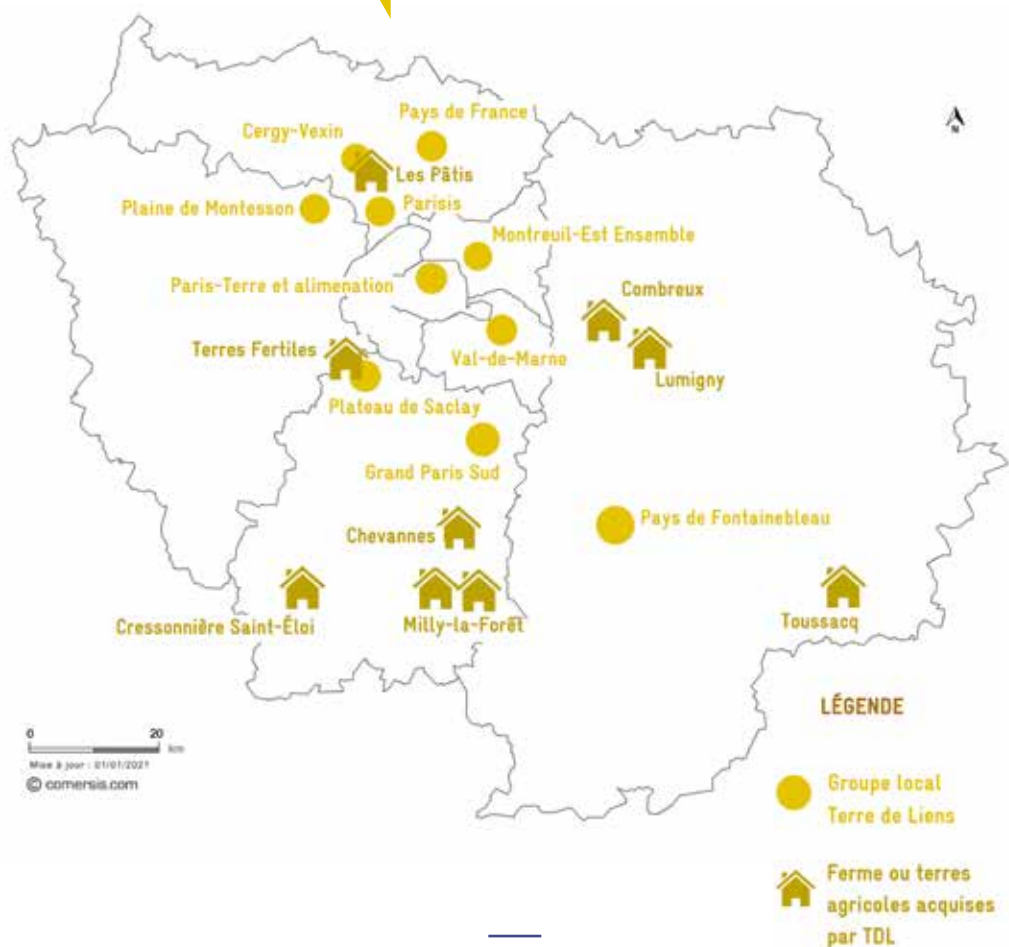 Pays de France
Cergy-Vexin
Les Pâtis
Plaine de Montesson
Parisis
Montreuil-Est Ensemble
Paris-Terre et alimenation
Combreux
Terres Fertiles
Val-de-Marne
Lumigny
Plateau de Saclay
Grand Paris Sud
Pays de Fontainebleau
Chevannes
Cressonnière Saint-Éloi
Milly-la-Forêt
Toussacq
N
LÉGENDE
0 20 km
Mise à jour : 01/01/2021
© comersis.com
Groupe local
Terre de Liens
Ferme ou terres
agricoles acquises
par TDL